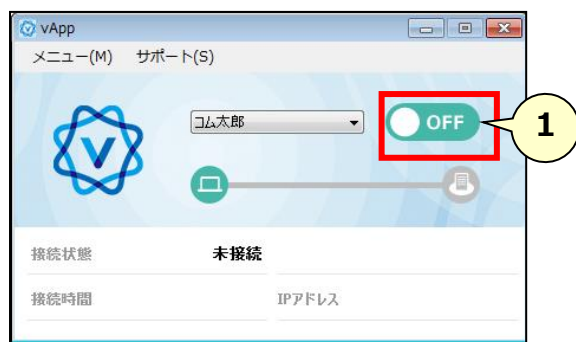 vApp
メニュー(M) サポート(S)
コム太郎
OFF
1
V
接続状態 未接続
接続時間 IPアドレス